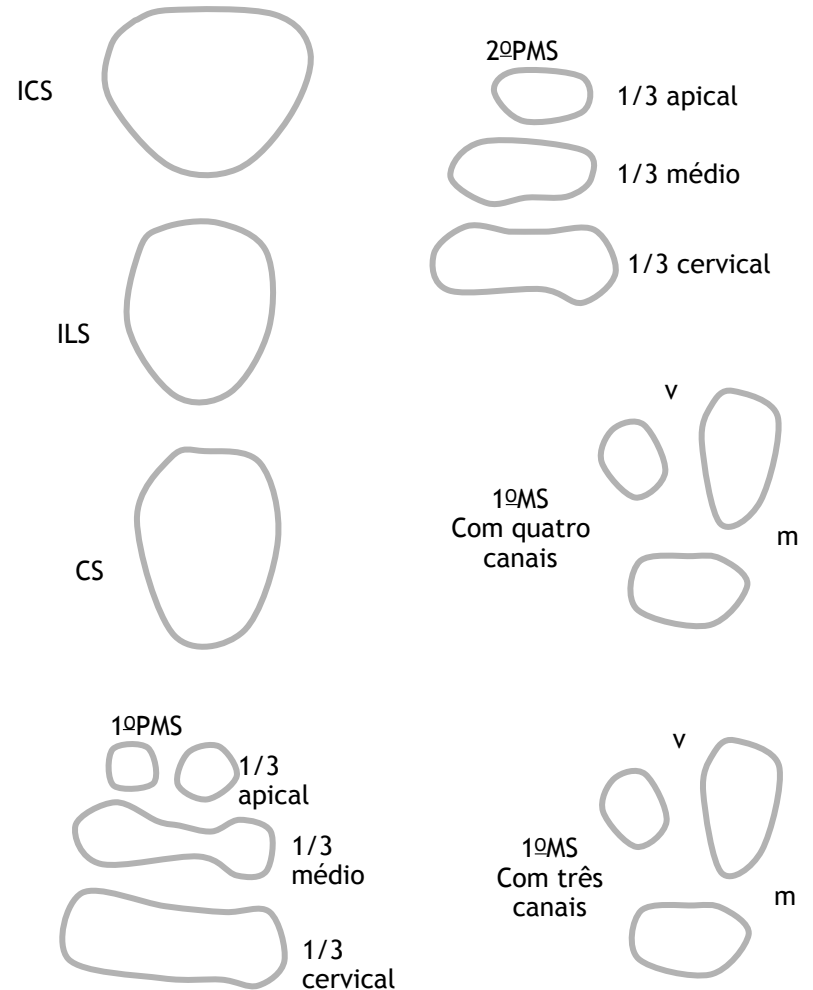 ICS
ILS
CS
1ºPMS
1/3
apical
1/3
médio
1/3
cervical
2ºPMS
1/3 apical
1/3 médio
1/3 cervical
v
1ºMS
Com quatro
canais
m
v
1ºMS
Com três
canais
m